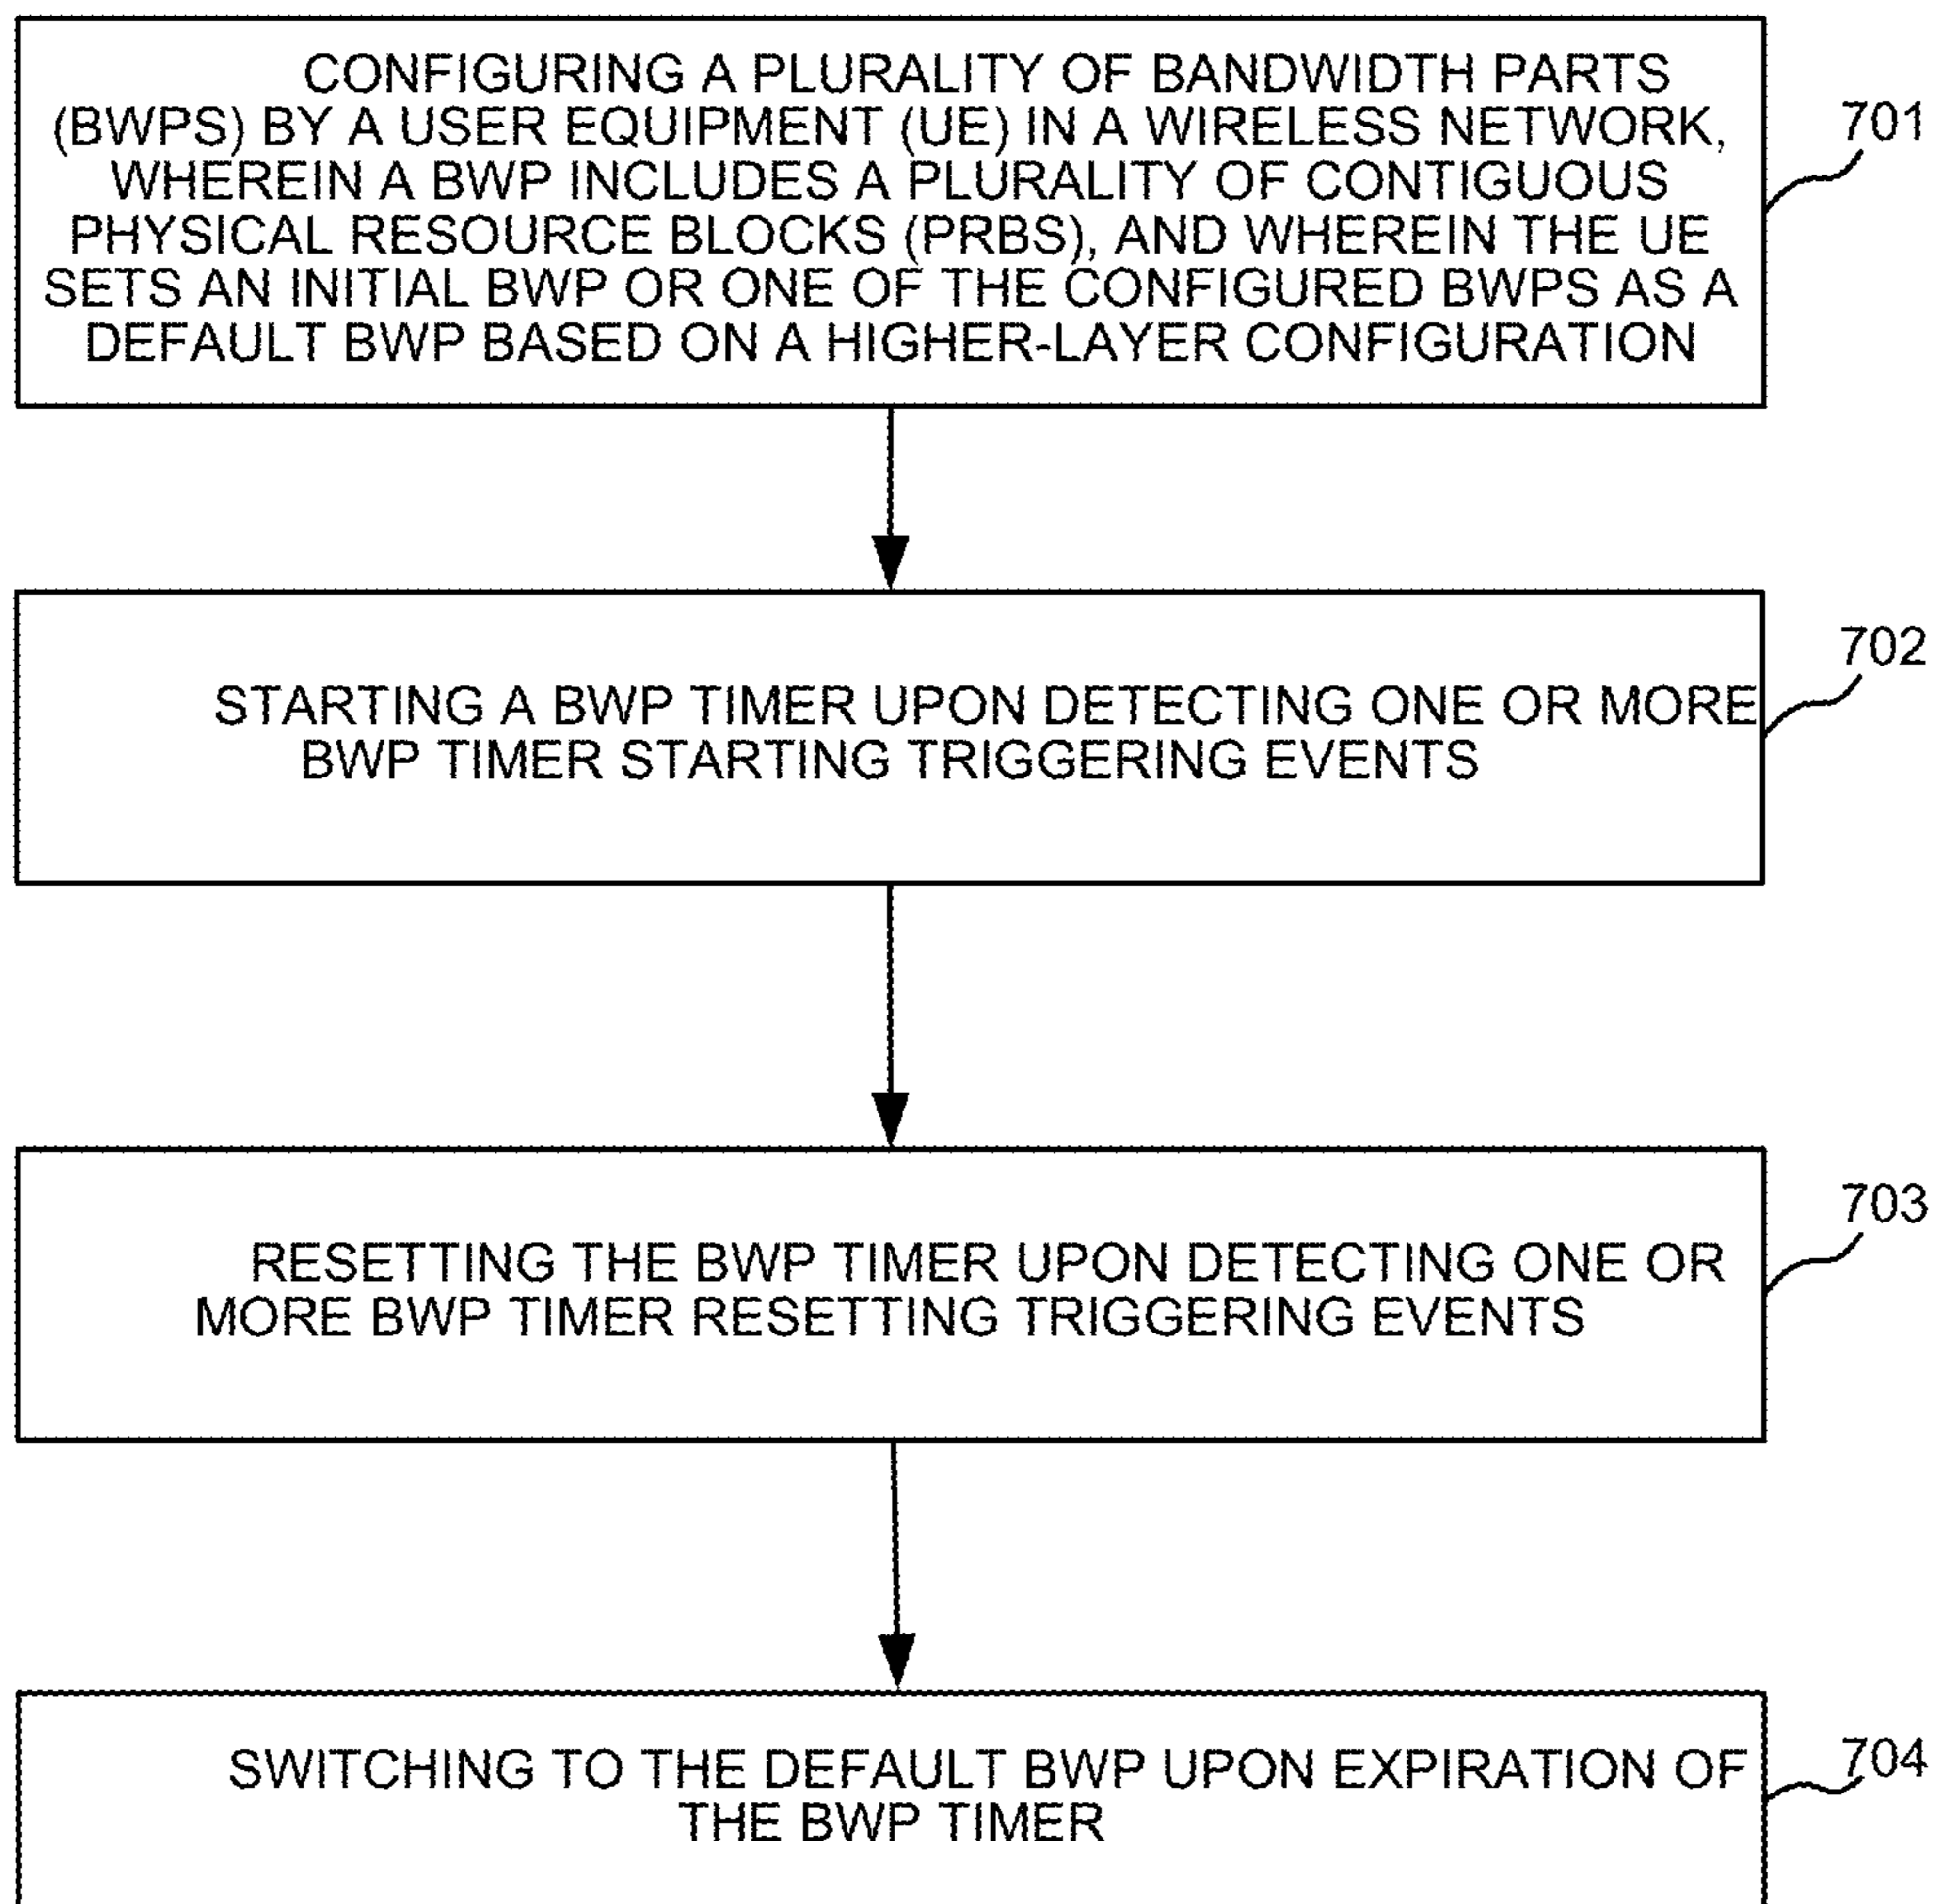 CONFIGURING A PLURALITY OF BANDWIDTH PARTS
(BWPS) BY A USER EQUIPMENT (UE) IN A WIRELESS NETWORK,
WHEREIN A BWP INCLUDES A PLURALITY OF CONTIGUOUS
PHYSICAL RESOURCE BLOCKS (PRBS), AND WHEREIN THE UE
SETS AN INITIAL BWP OR ONE OF THE CONFIGURED BWPS AS A
DEFAULT BWP BASED ON A HIGHER-LAYER CONFIGURATION
701
STARTING A BWP TIMER UPON DETECTING ONE OR MORE
BWP TIMER STARTING TRIGGERING EVENTS
702
RESETTING THE BWP TIMER UPON DETECTING ONE OR
MORE BWP TIMER RESETTING TRIGGERING EVENTS
703
SWITCHING TO THE DEFAULT BWP UPON EXPIRATION OF
THE BWP TIMER
704